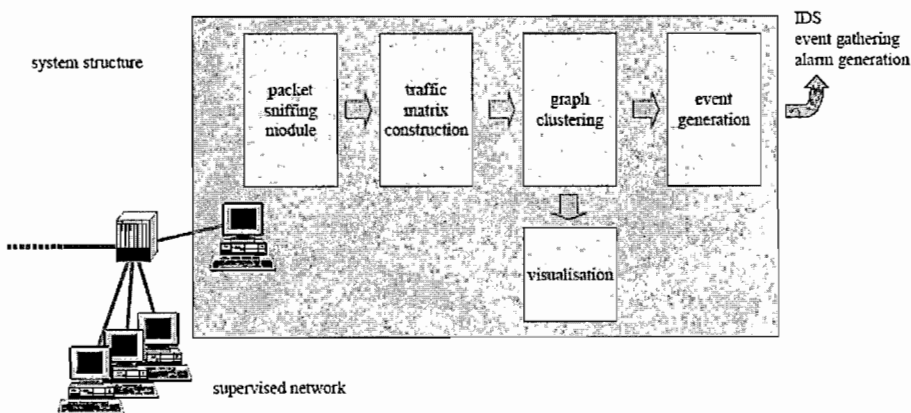 system structure
packet
sniffing
module
traffic
matrix
construction
graph
clustering
event
generation
IDS
event gathering
alarm generation
visualisation
supervised network